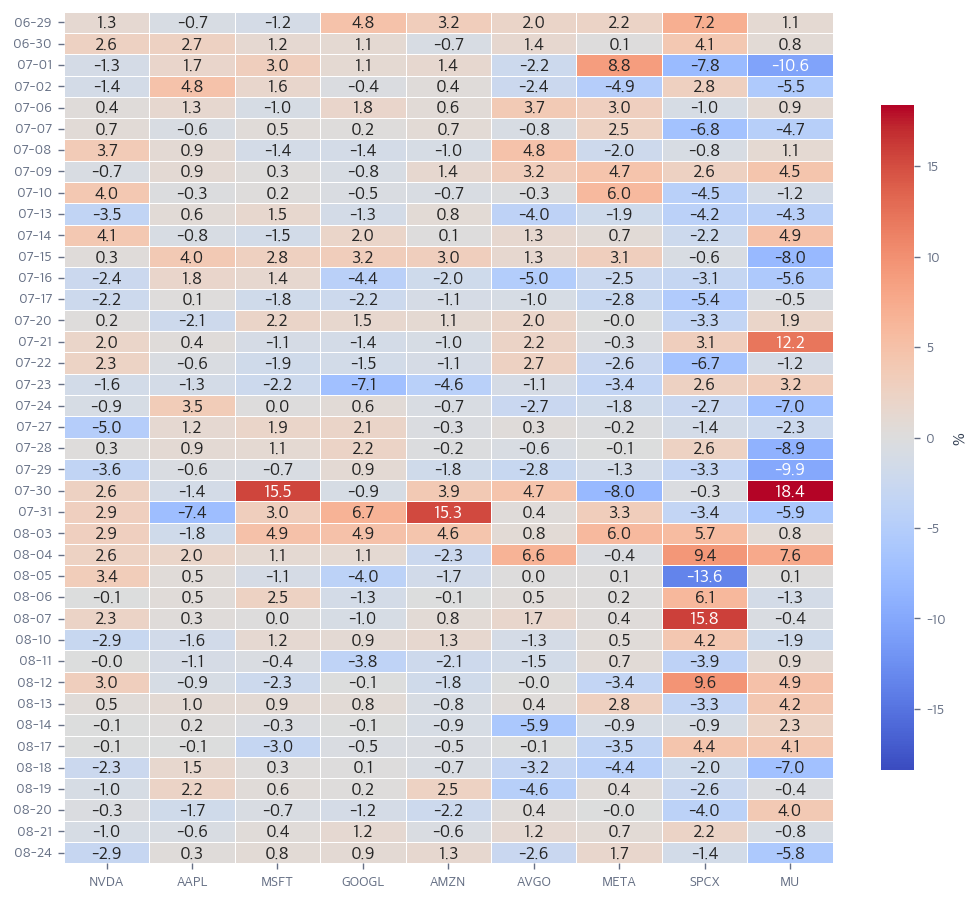 06-29 1.3 -0.7 -1.2 4.8 3.2 2.0 2.2 7.2 1.1
06-30 2.6 2.7 1.2 1.1 -0.7 1.4 0.1 4.1 0.8
07-01 -1.3 1.7 3.0 1.1 1.4 -2.2 8.8 -7.8 -10.6
07-02 -1.4 4.8 1.6 -0.4 0.4 -2.4 -4.9 2.8 -5.5
07-06 0.4 1.3 -1.0 1.8 0.6 3.7 3.0 -1.0 0.9
07-07 0.7 -0.6 0.5 0.2 0.7 -0.8 2.5 -6.8 -4.7
07-08 3.7 0.9 -1.4 -1.4 -1.0 4.8 -2.0 -0.8 1.1
07-09 -0.7 0.9 0.3 -0.8 1.4 3.2 4.7 2.6 4.5
07-10 4.0 -0.3 0.2 -0.5 -0.7 -0.3 6.0 -4.5 -1.2
07-13 -3.5 0.6 1.5 -1.3 0.8 -4.0 -1.9 -4.2 -4.3
07-14 4.1 -0.8 -1.5 2.0 0.1 1.3 0.7 -2.2 4.9
07-15 0.3 4.0 2.8 3.2 3.0 1.3 3.1 -0.6 -8.0
07-16 -2.4 1.8 1.4 -4.4 -2.0 -5.0 -2.5 -3.1 -5.6
07-17 -2.2 0.1 -1.8 -2.2 -1.1 -1.0 -2.8 -5.4 -0.5
07-20 0.2 -2.1 2.2 1.5 1.1 2.0 -0.0 -3.3 1.9
07-21 2.0 0.4 -1.1 -1.4 -1.0 2.2 -0.3 3.1 12.2
07-22 2.3 -0.6 -1.9 -1.5 -1.1 2.7 -2.6 -6.7 -1.2
07-23 -1.6 -1.3 -2.2 -7.1 -4.6 -1.1 -3.4 2.6 3.2
07-24 -0.9 3.5 0.0 0.6 -0.7 -2.7 -1.8 -2.7 -7.0
07-27 -5.0 1.2 1.9 2.1 -0.3 0.3 -0.2 -1.4 -2.3
07-28 0.3 0.9 1.1 2.2 -0.2 -0.6 -0.1 2.6 -8.9
07-29 -3.6 -0.6 -0.7 0.9 -1.8 -2.8 -1.3 -3.3 -9.9
07-30 2.6 -1.4 15.5 -0.9 3.9 4.7 -8.0 -0.3 18.4
07-31 2.9 -7.4 3.0 6.7 15.3 0.4 3.3 -3.4 -5.9
08-03 2.9 -1.8 4.9 4.9 4.6 0.8 6.0 5.7 0.8
08-04 2.6 2.0 1.1 1.1 -2.3 6.6 -0.4 9.4 7.6
08-05 3.4 0.5 -1.1 -4.0 -1.7 0.0 0.1 -13.6 0.1
08-06 -0.1 0.5 2.5 -1.3 -0.1 0.5 0.2 6.1 -1.3
08-07 2.3 0.3 0.0 -1.0 0.8 1.7 0.4 15.8 -0.4
08-10 -2.9 -1.6 1.2 0.9 1.3 -1.3 0.5 4.2 -1.9
08-11 -0.0 -1.1 -0.4 -3.8 -2.1 -1.5 0.7 -3.9 0.9
08-12 3.0 -0.9 -2.3 -0.1 -1.8 -0.0 -3.4 9.6 4.9
08-13 0.5 1.0 0.9 0.8 -0.8 0.4 2.8 -3.3 4.2
08-14 -0.1 0.2 -0.3 -0.1 -0.9 -5.9 -0.9 -0.9 2.3
08-17 -0.1 -0.1 -3.0 -0.5 -0.5 -0.1 -3.5 4.4 4.1
08-18 -2.3 1.5 0.3 0.1 -0.7 -3.2 -4.4 -2.0 -7.0
08-19 -1.0 2.2 0.6 0.2 2.5 -4.6 0.4 -2.6 -0.4
08-20 -0.3 -1.7 -0.7 -1.2 -2.2 0.4 -0.0 -4.0 4.0
08-21 -1.0 -0.6 0.4 1.2 -0.6 1.2 0.7 2.2 -0.8
08-24 -2.9 0.3 0.8 0.9 1.3 -2.6 1.7 -1.4 -5.8
NVDA AAPL MSFT GOOGL AMZN AVGO META SPCX MU
15
10
5
0
-5
-10
-15
%